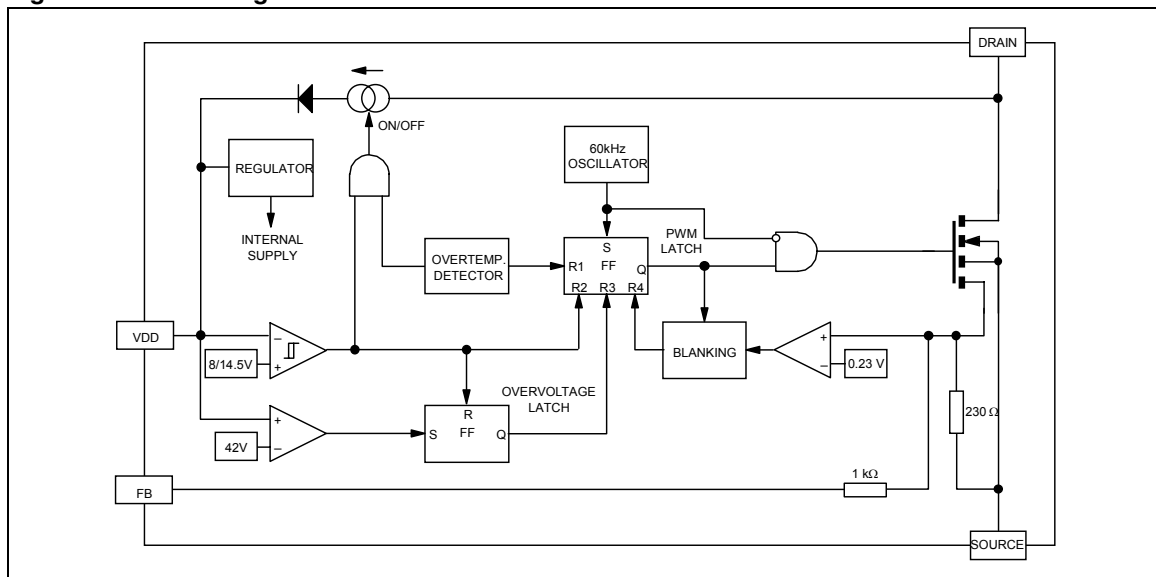 DRAIN
ON/OFF
REGULATOR
60kHz
OSCILLATOR
INTERNAL
SUPPLY
PWM
LATCH
OVERTEMP.
DETECTOR
S
FF
R1
Q
R2 R3 R4
VDD
−
+
8/14.5V
BLANKING
+
−
0.23 V
OVERVOLTAGE
LATCH
230 Ω
+
−
42V
R
FF
S
Q
1 kΩ
FB
SOURCE